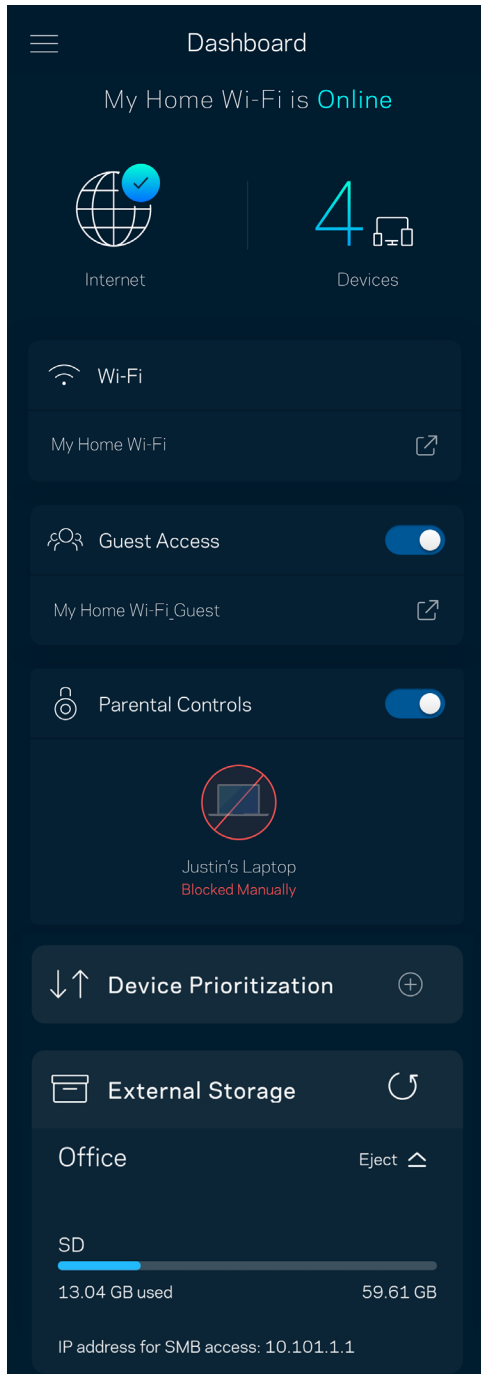 Dashboard
My Home Wi-Fi is Online
4
Internet
Devices
Wi-Fi
My Home Wi-Fi
Guest Access
My Home Wi-Fi_Guest
Parental Controls
Justin's Laptop
Blocked Manually
Device Prioritization
External Storage
Office
Eject
SD
13.04 GB used
59.61 GB
IP address for SMB access: 10.101.1.1